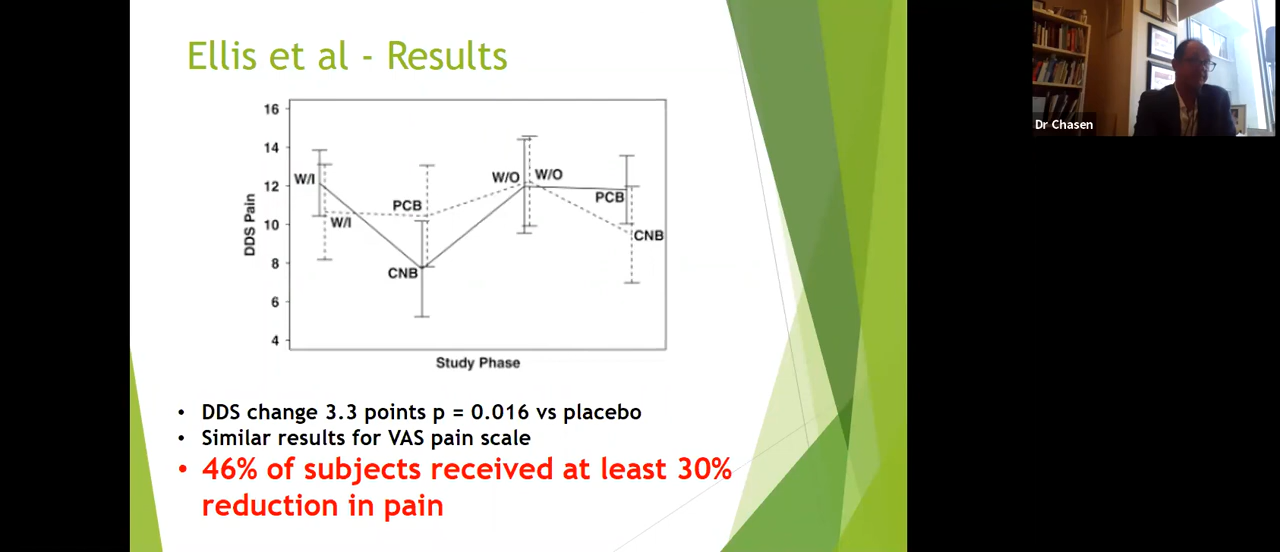 Ellis et al - Results
16
14
12
10
8
6
4
DDS Pain
W/I
W/I
PCB
CNB
W/O
W/O
PCB
CNB
Study Phase
• DDS change 3.3 points p = 0.016 vs placebo
• Similar results for VAS pain scale
• 46% of subjects received at least 30%
reduction in pain
Dr Chasen